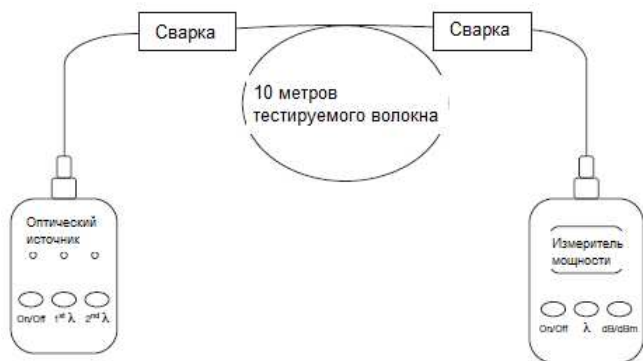 Сварка
Сварка
10 метров
тестируемого волокна
Оптический
источник
On/Off 1st λ 2nd λ
Измеритель
мощности
On/Off λ dB/dBm